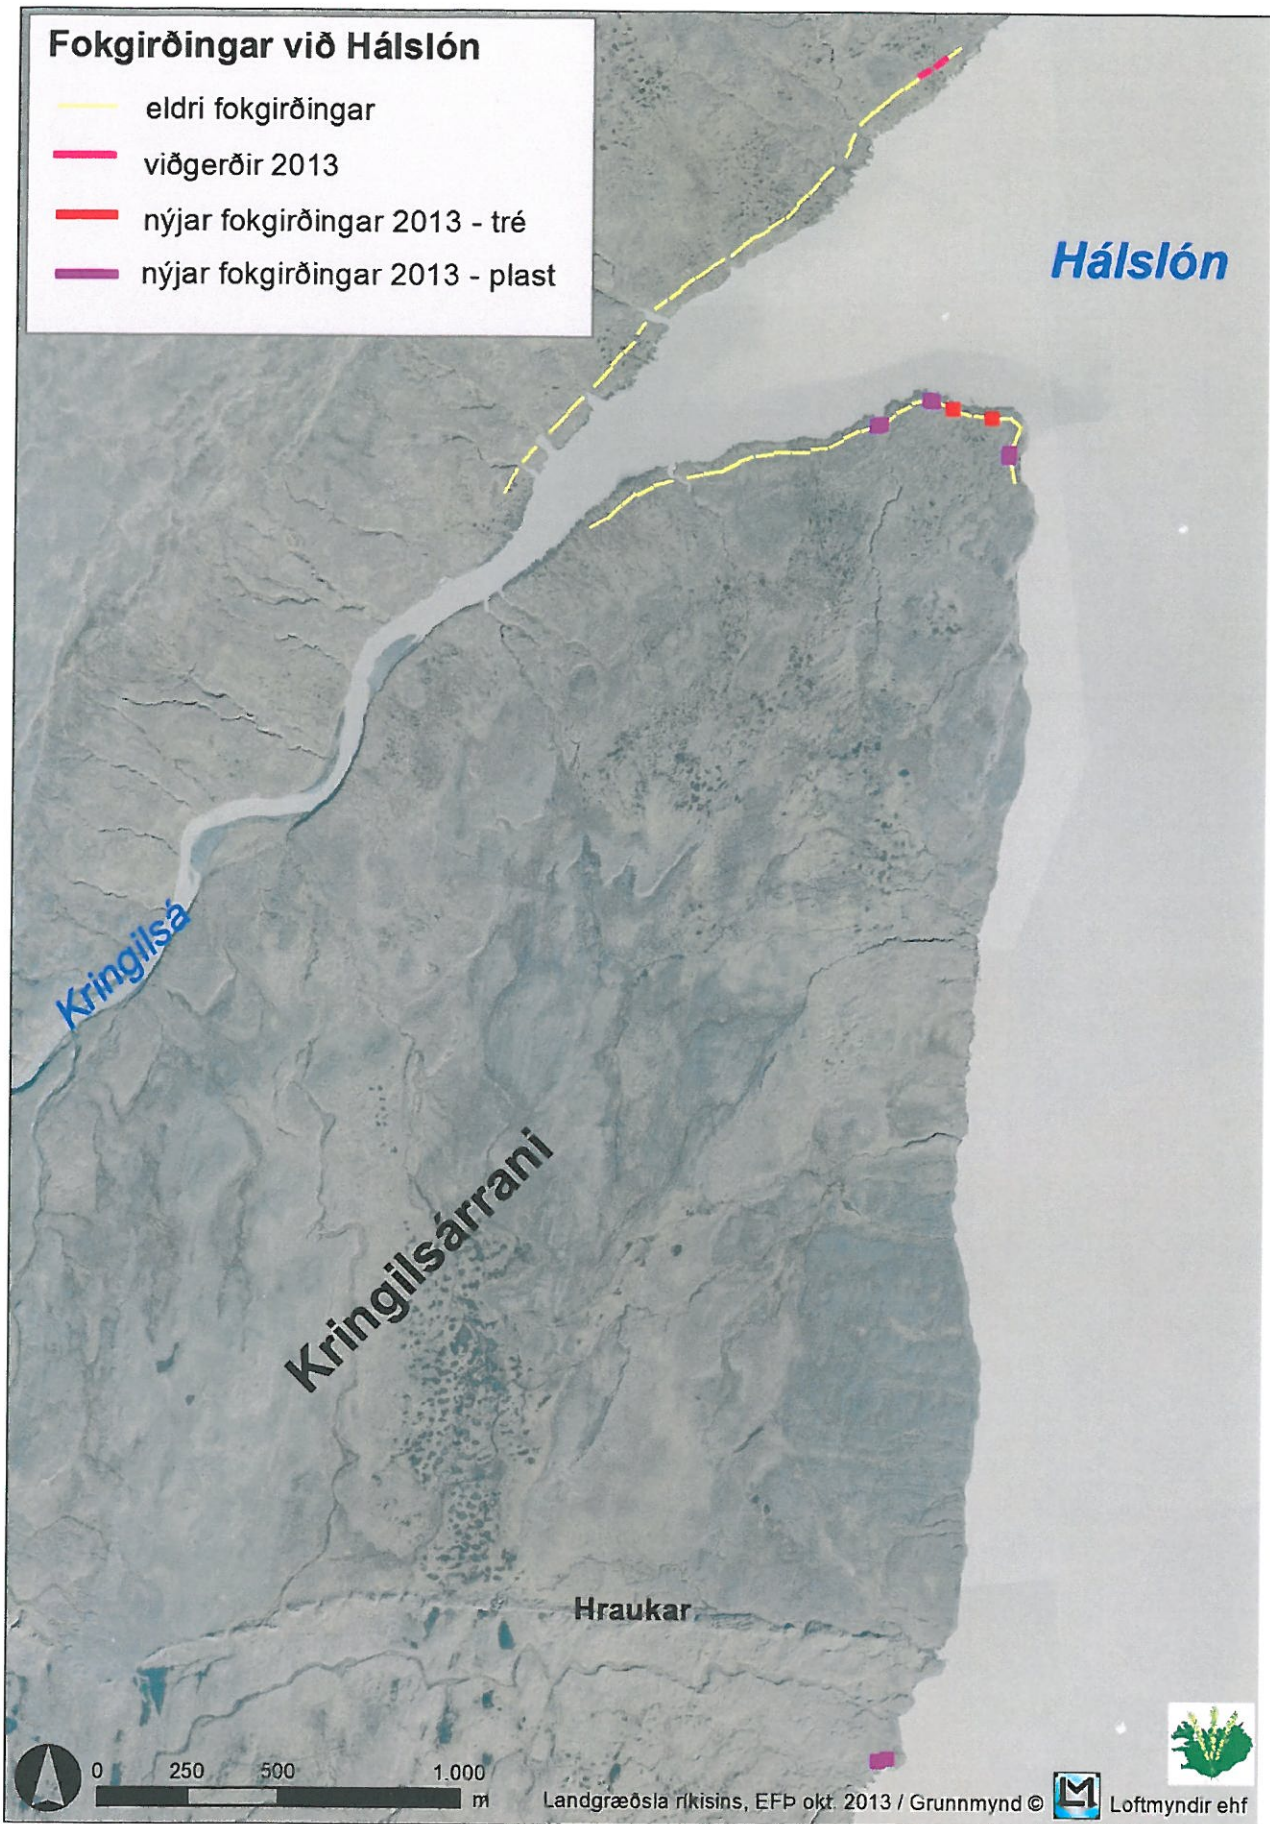 Fokgirðingar við Hálslón
eldri fokgirðingar
viðgerðir 2013
nýjar fokgirðingar 2013 - tré
nýjar fokgirðingar 2013 - plast
Hálslón
Kringilsá
Kringilsárrani
Hraukar
0 250 500 1.000
m
Landgræðsla ríkisins, EFÞ okt. 2013 / Grunnmynd © LM Loftmyndir ehf